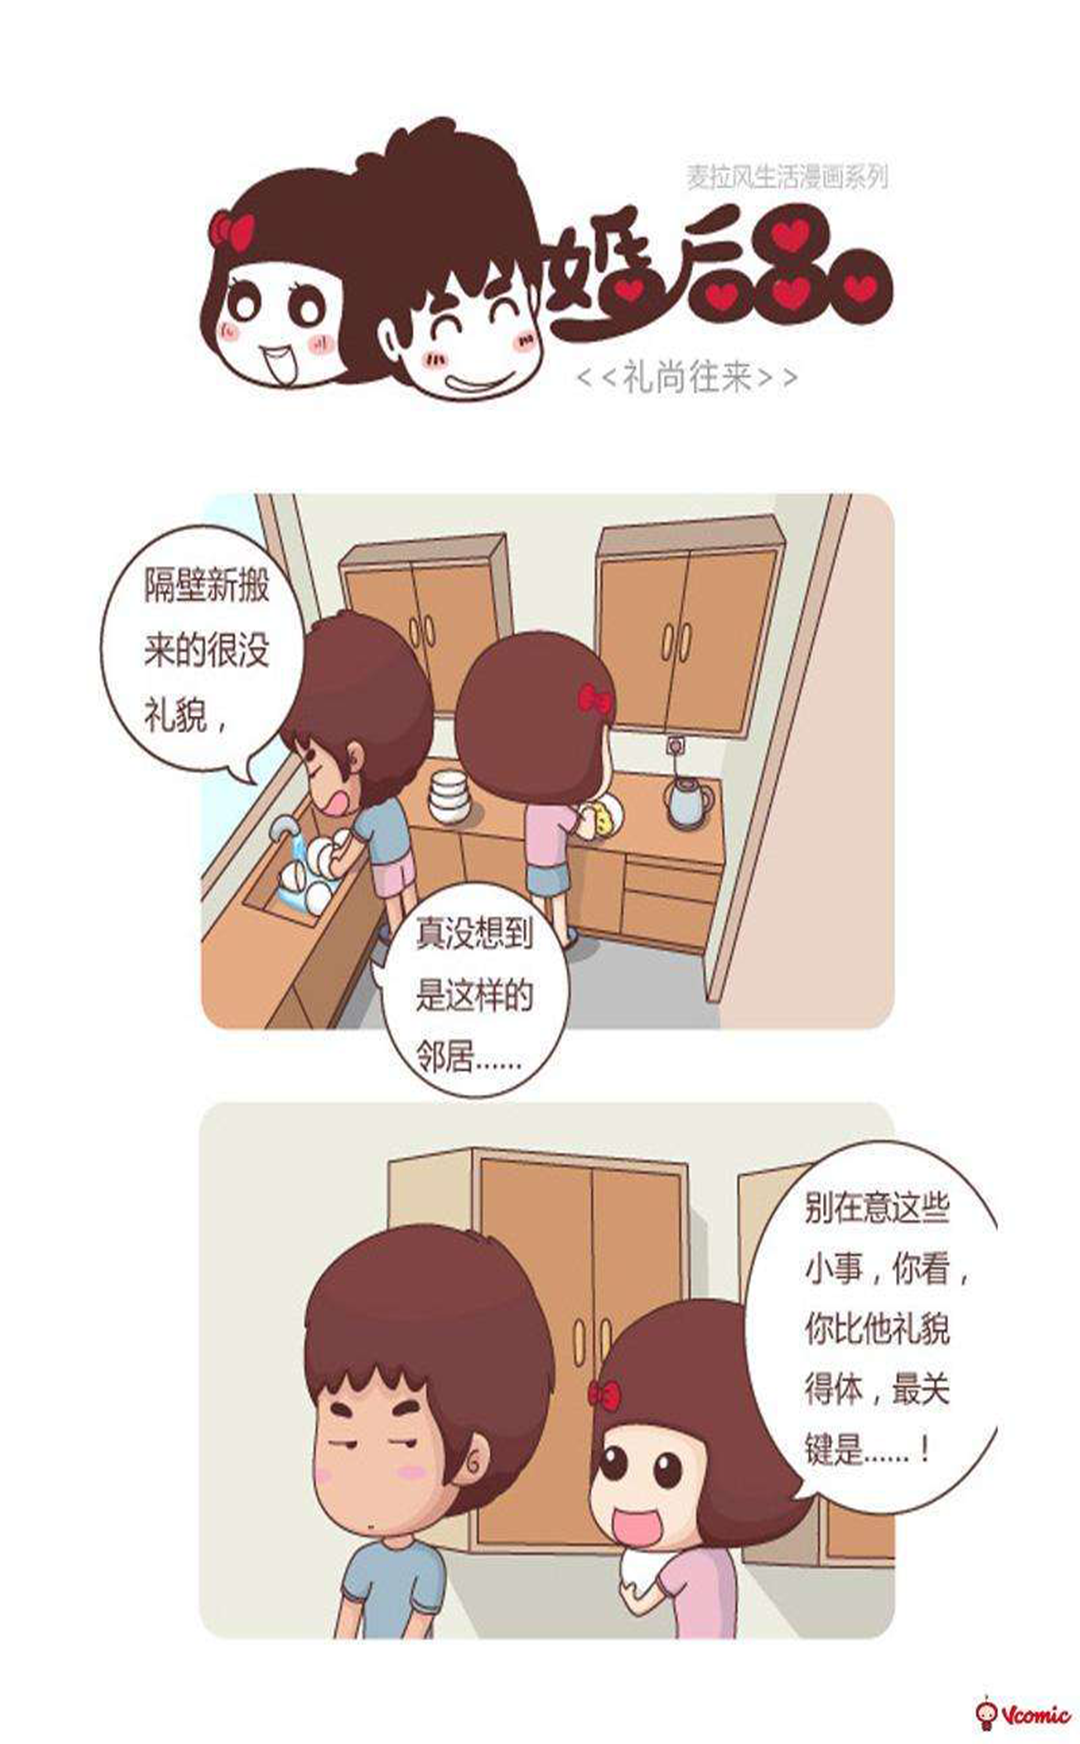 麦拉风生活漫画系列
婚后80
<<礼尚往来>>
隔壁新搬
来的很没
礼貌，
真没想到
是这样的
邻居……
别在意这些
小事，你看，
你比他礼貌
得体，最关
键是……！
Vcomic